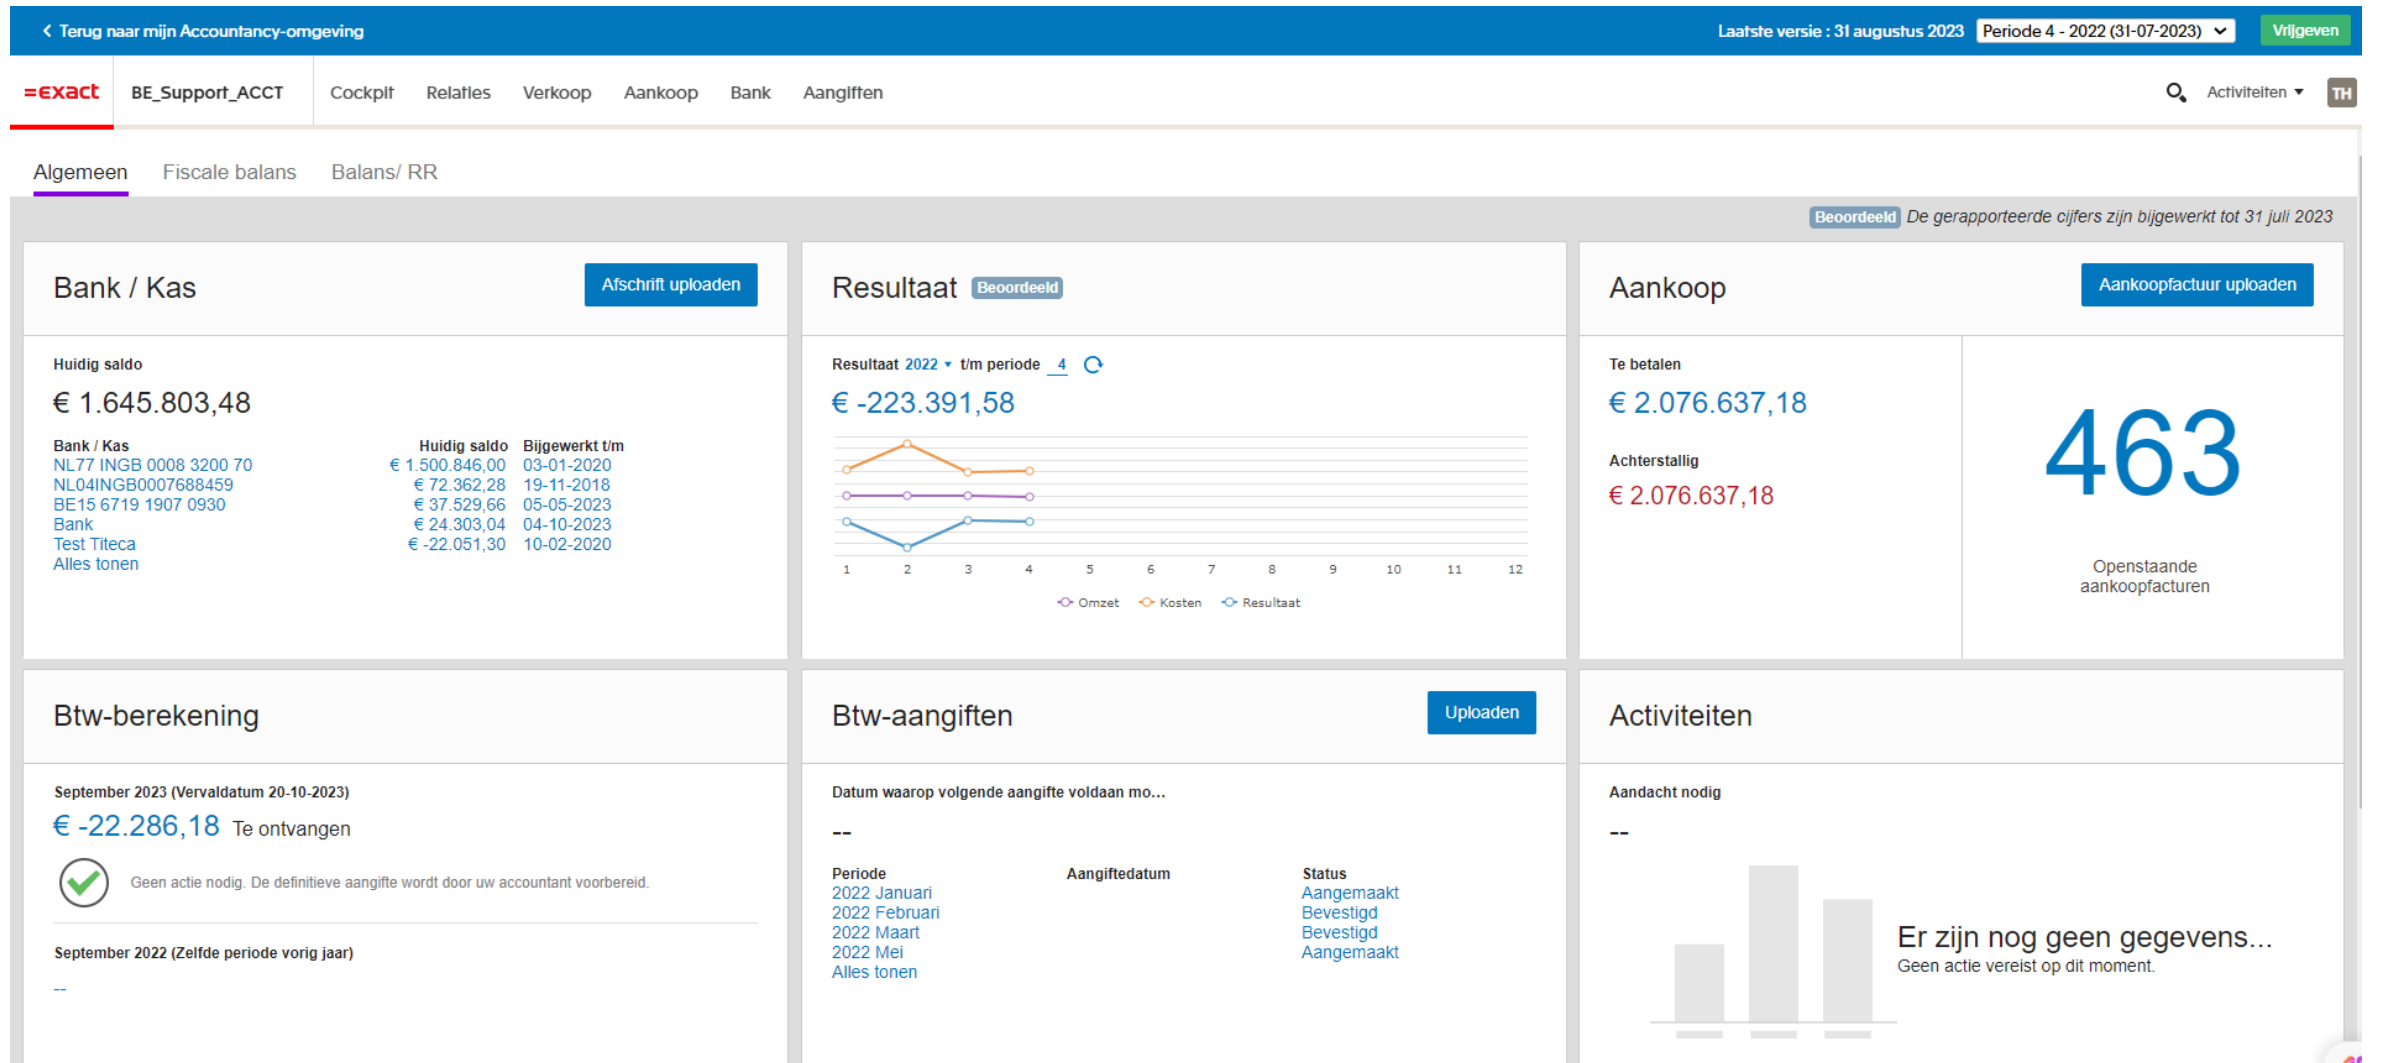 Terug naar mijn Accountancy-omgeving
Laatste versie : 31 augustus 2023 Periode 4 - 2022 (31-07-2023) Vrijgeven
=exact BE_Support_ACCT Cockpit Relaties Verkoop Aankoop Bank Aangiften Activiteiten TH
Algemeen Fiscale balans Balans/ RR
Beoordeeld De gerapporteerde cijfers zijn bijgewerkt tot 31 juli 2023
Bank / Kas Afschrift uploaden
Huidig saldo
€ 1.645.803,48
Bank / Kas Huidig saldo Bijgewerkt t/m
NL77 INGB 0008 3200 70 € 1.500.846,00 03-01-2020
NL04INGB0007688459 € 72.362,28 19-11-2018
BE15 6719 1907 0930 € 37.529,66 05-05-2023
Bank € 24.303,04 04-10-2023
Test Titeca € -22.051,30 10-02-2020
Alles tonen
Resultaat Beoordeeld
Resultaat 2022 t/m periode 4
€ -223.391,58
1 2 3 4 5 6 7 8 9 10 11 12
Omzet Kosten Resultaat
Aankoop Aankoopfactuur uploaden
Te betalen
€ 2.076.637,18
Achterstallig
€ 2.076.637,18
463
Openstaande
aankoopfacturen
Btw-berekening
September 2023 (Vervaldatum 20-10-2023)
€ -22.286,18 Te ontvangen
Geen actie nodig. De definitieve aangifte wordt door uw accountant voorbereid.
September 2022 (Zelfde periode vorig jaar)
--
Btw-aangiften Uploaden
Datum waarop volgende aangifte voldaan mo...
--
Periode Aangiftedatum Status
2022 Januari Aangemaakt
2022 Februari Bevestigd
2022 Maart Bevestigd
2022 Mei Aangemaakt
Alles tonen
Activiteiten
Aandacht nodig
--
Er zijn nog geen gegevens...
Geen actie vereist op dit moment.